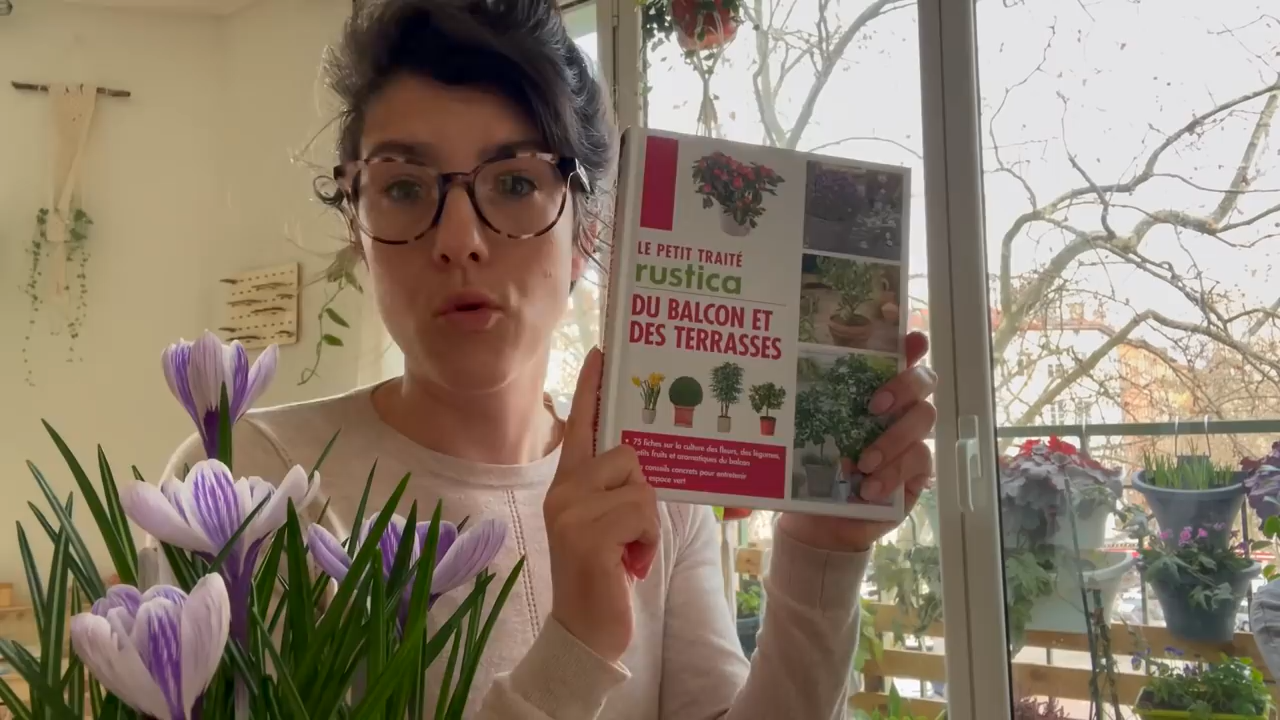 LE PETIT TRAITÉ
rustica
DU BALCON ET
DES TERRASSES
• 75 fiches sur la culture des fleurs, des légumes,
petits fruits et aromatiques du balcon
conseils concrets pour entretenir
espace vert